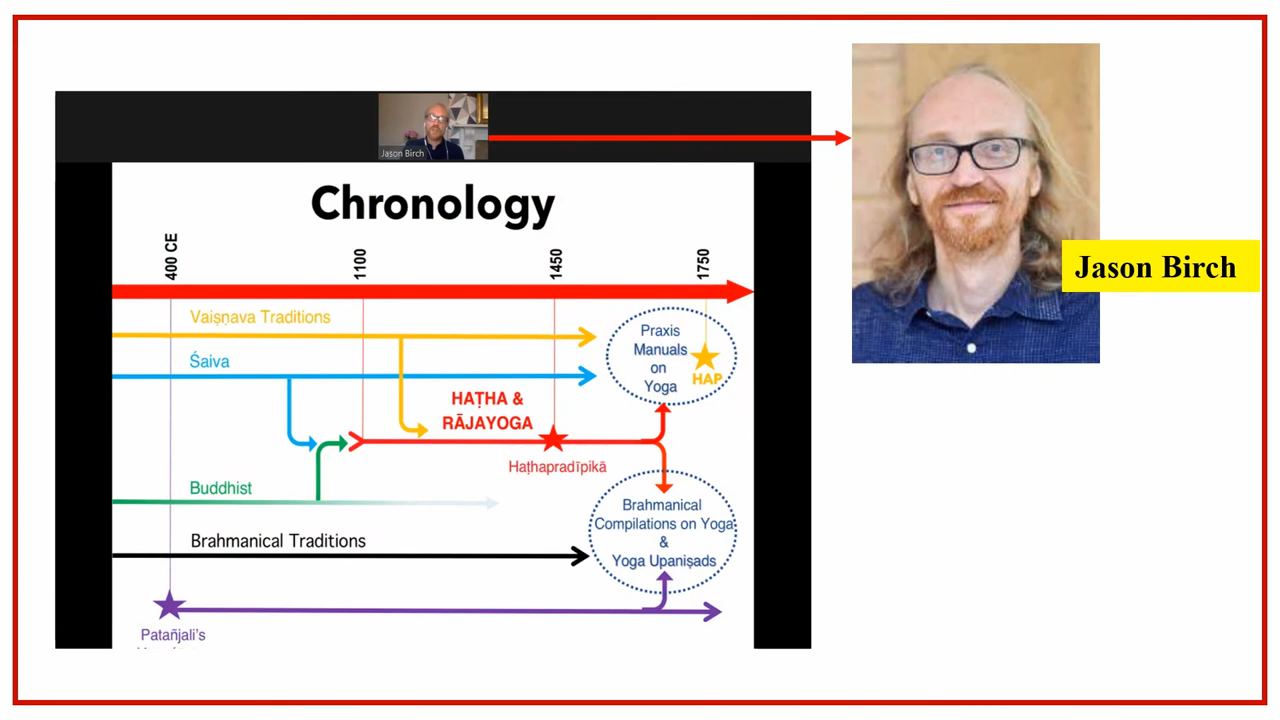 Jason Birch
Chronology
400 CE
1100
1450
1750
Vaiṣṇava Traditions
Śaiva
HAṬHA &
RĀJAYOGA
Haṭhapradīpikā
Praxis
Manuals
on
Yoga
HAP
Buddhist
Brahmanical Traditions
Brahmanical
Compilations on Yoga
&
Yoga Upaniṣads
Patañjali’s
Jason Birch